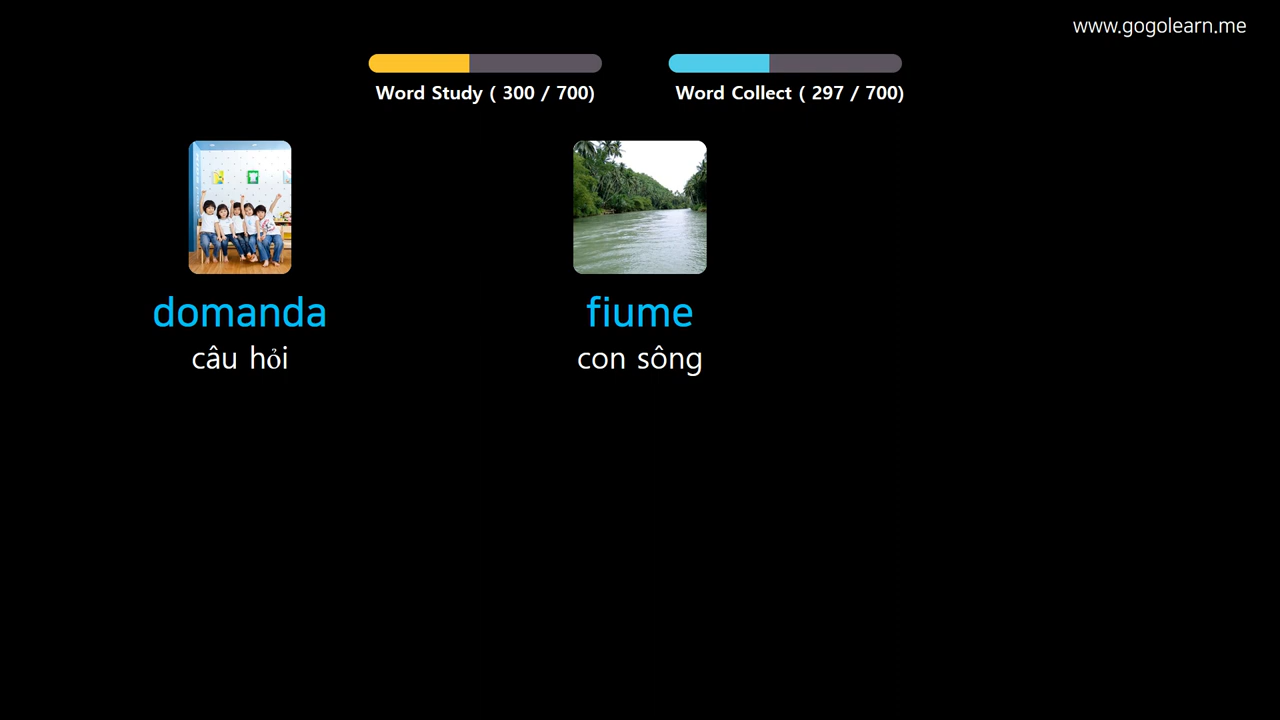 www.gogolearn.me
Word Study ( 300 / 700)
Word Collect ( 297 / 700)
domanda
câu hỏi
fiume
con sông